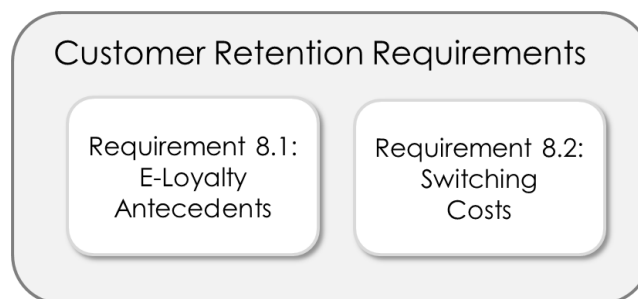 Customer Retention Requirements
Requirement 8.1:
E-Loyalty
Antecedents
Requirement 8.2:
Switching
Costs